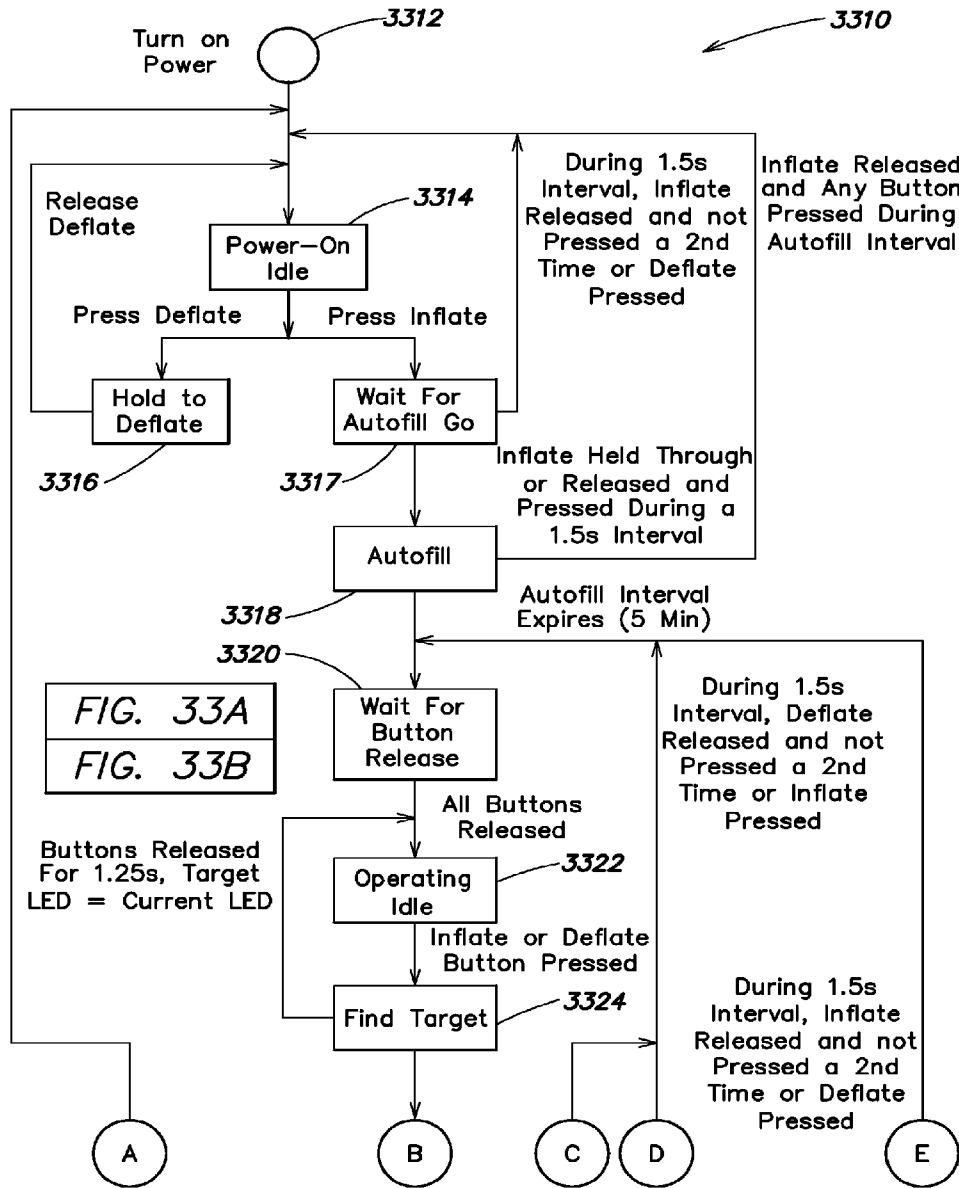 3312
3310
Turn on
Power
Release
Deflate
3314
During 1.5s
Interval, Inflate
Released and not
Pressed a 2nd
Time or Deflate
Pressed
Inflate Released
and Any Button
Pressed During
Autofill Interval
Power-On
Idle
Press Deflate
Press Inflate
Hold to
Deflate
Wait For
Autofill Go
3316
3317
Inflate Held Through
or Released and
Pressed During a
1.5s Interval
Autofill
3318
Autofill Interval
Expires (5 Min)
3320
Wait For
Button
Release
FIG. 33A
FIG. 33B
During 1.5s
Interval, Deflate
Released and not
Pressed a 2nd
Time or Inflate
Pressed
All Buttons
Released
Buttons Released
For 1.25s, Target
LED = Current LED
Operating
Idle
3322
Inflate or Deflate
Button Pressed
Find Target
3324
During 1.5s
Interval, Inflate
Released and not
Pressed a 2nd
Time or Deflate
Pressed
A
B
C
D
E